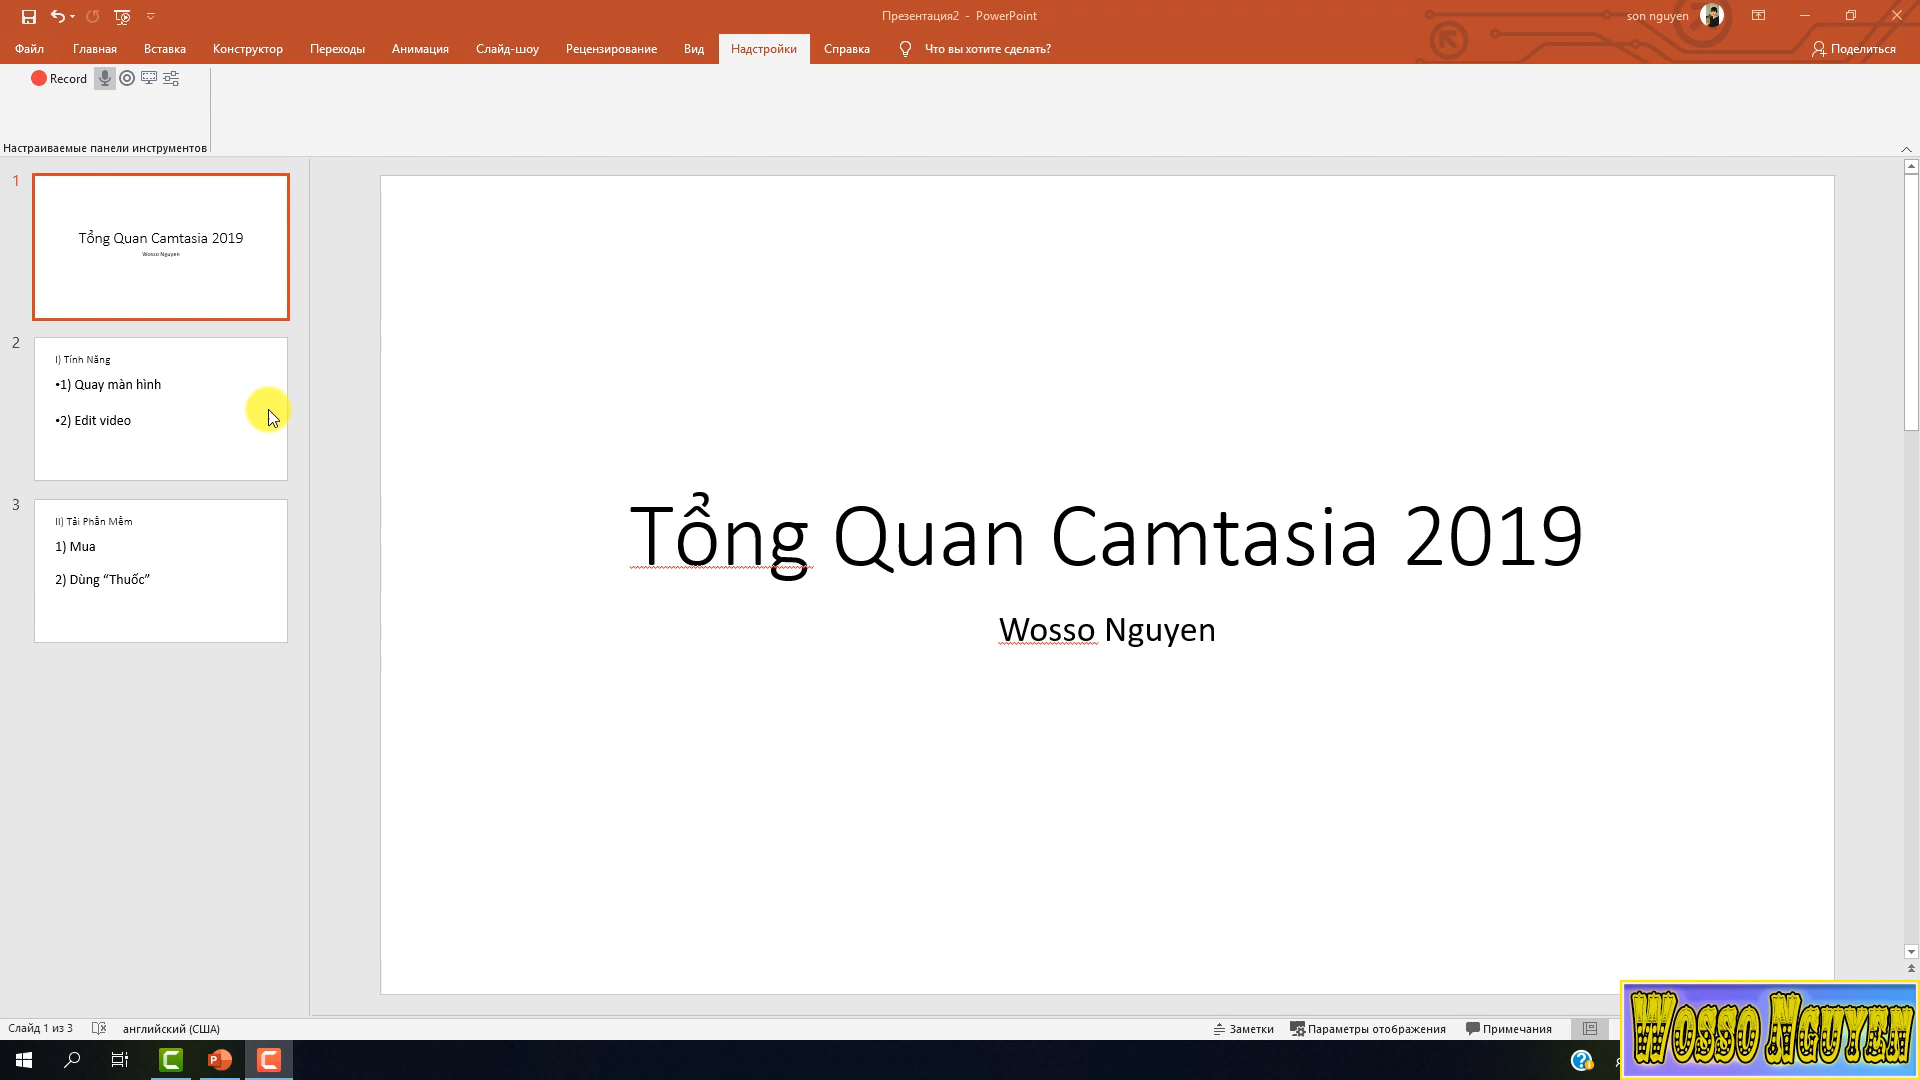 Презентация2 - PowerPoint
son nguyen
Файл Главная Вставка Конструктор Переходы Анимация Слайд-шоу Рецензирование Вид Надстройки Справка Что вы хотите сделать? Поделиться
Record
Настраиваемые панели инструментов
1
Tổng Quan Camtasia 2019
Wosso Nguyen
2
I) Tính Năng
•1) Quay màn hình
•2) Edit video
3
II) Tải Phần Mềm
1) Mua
2) Dùng “Thuốc”
Tổng Quan Camtasia 2019
Wosso Nguyen
Слайд 1 из 3 английский (США) Заметки Параметры отображения Примечания
Wosso Nguyen